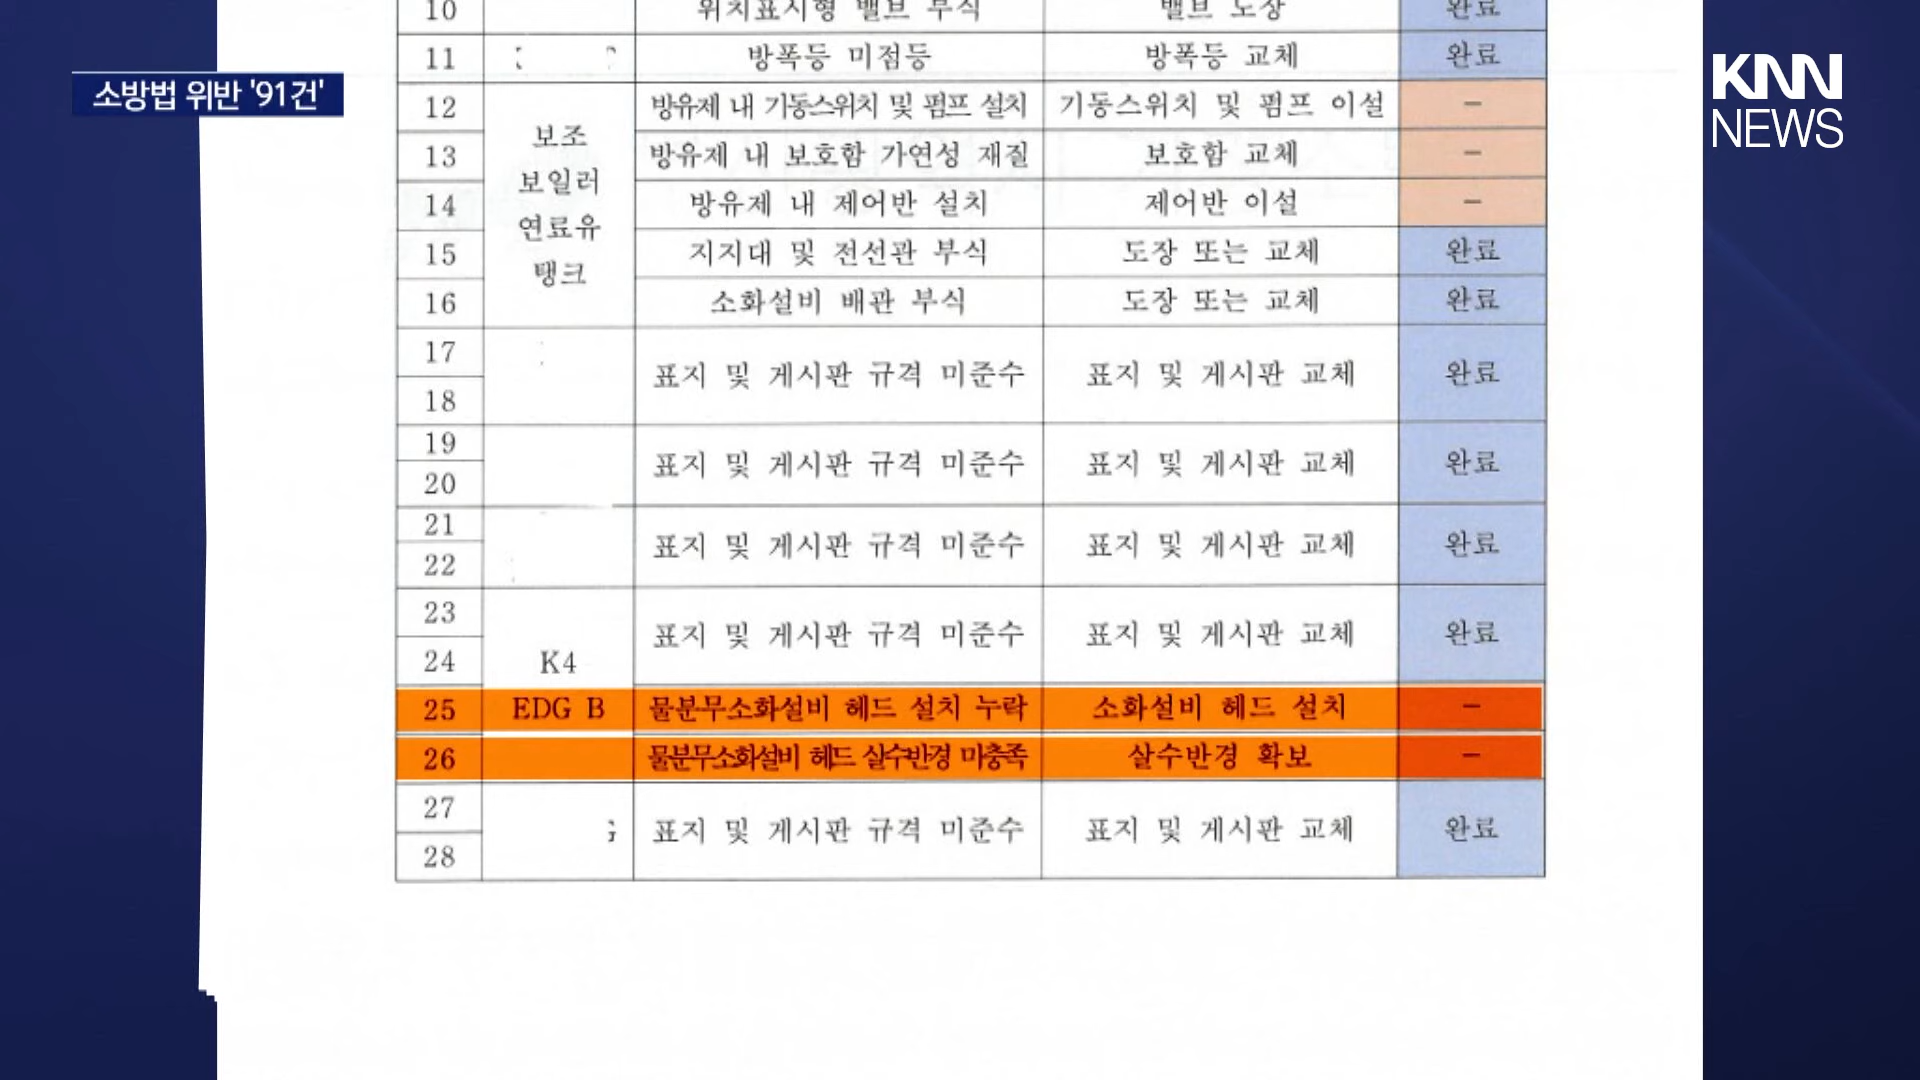 소방법 위반 '91건'
KNN
NEWS
10 위치표시형 밸브 부식 밸브 도장 완료
11 방폭등 미점등 방폭등 교체 완료
보조
보일러
연료유
탱크
12 방유제 내 기동스위치 및 펌프 설치 기동스위치 및 펌프 이설 -
13 방유제 내 보호함 가연성 재질 보호함 교체 -
14 방유제 내 제어반 설치 제어반 이설 -
15 지지대 및 전선관 부식 도장 또는 교체 완료
16 소화설비 배관 부식 도장 또는 교체 완료
17
18
표지 및 게시판 규격 미준수 표지 및 게시판 교체 완료
19
20
표지 및 게시판 규격 미준수 표지 및 게시판 교체 완료
21
22
표지 및 게시판 규격 미준수 표지 및 게시판 교체 완료
23
24
표지 및 게시판 규격 미준수 표지 및 게시판 교체 완료
K4
25 EDG B 물분무소화설비 헤드 설치 누락 소화설비 헤드 설치 -
26 물분무소화설비 헤드 살수반경 미충족 살수반경 확보 -
27
28
표지 및 게시판 규격 미준수 표지 및 게시판 교체 완료